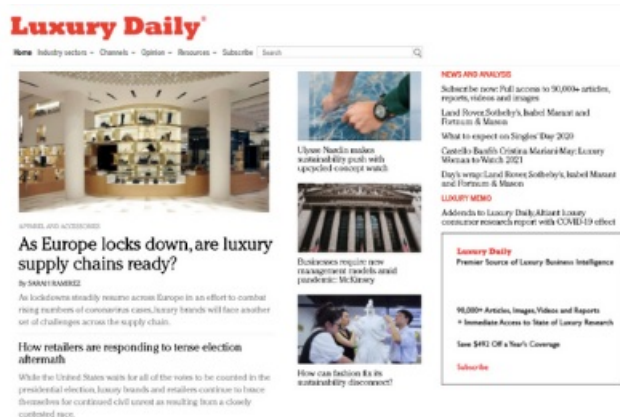 Luxury Daily®
Home Industry sectors Channels Opinion Resources Subscribe Search
APPAREL AND ACCESSORIES
As Europe locks down, are luxury
supply chains ready?
By SARAH RAMIREZ
As lockdowns steadily resume across Europe in an effort to combat
rising numbers of coronavirus cases, luxury brands will face another
set of challenges across the supply chain.
How retailers are responding to tense election
aftermath
While the United States waits for all of the votes to be counted in the
presidential election, luxury brands and retailers continue to brace
themselves for continued civil unrest as resulting from a closely
contested race.
Ulysse Nardin makes
sustainability push with
upcycled concept watch
Businesses require new
management models amid
pandemic: McKinsey
How can fashion fix its
sustainability disconnect?
NEWS AND ANALYSIS
Subscribe now: Full access to 90,000+ articles,
reports, videos and images
Land Rover, Sotheby's, Isabel Marant and
Fortnum & Mason
What to expect on Singles' Day 2020
Castello Banfi's Cristina Mariani-May: Luxury
Woman to Watch 2021
Day's wrap: Land Rover, Sotheby's, Isabel Marant
and Fortnum & Mason
LUXURY MEMO
Addenda to Luxury Daily, Altiant luxury
consumer research report with COVID-19 effect
Luxury Daily
Premier Source of Luxury Business Intelligence
90,000+ Articles, Images, Videos and Reports
+ Immediate Access to State of Luxury Research
Save $492 Off a Year's Coverage
Subscribe